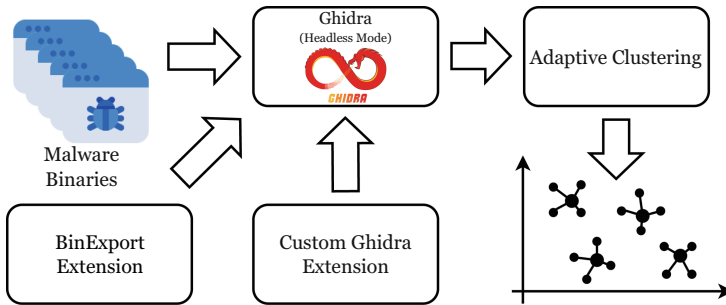 Malware
Binaries
Ghidra
(Headless Mode)
GHIDRA
Adaptive Clustering
BinExport
Extension
Custom Ghidra
Extension